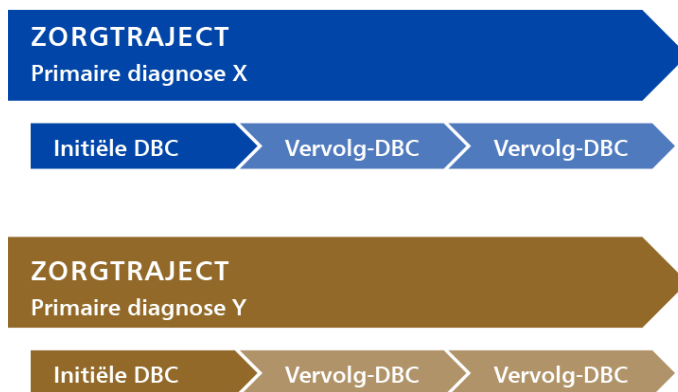 ZORGTRAJECT
Primaire diagnose X
Initiële DBC
Vervolg-DBC
Vervolg-DBC
ZORGTRAJECT
Primaire diagnose Y
Initiële DBC
Vervolg-DBC
Vervolg-DBC